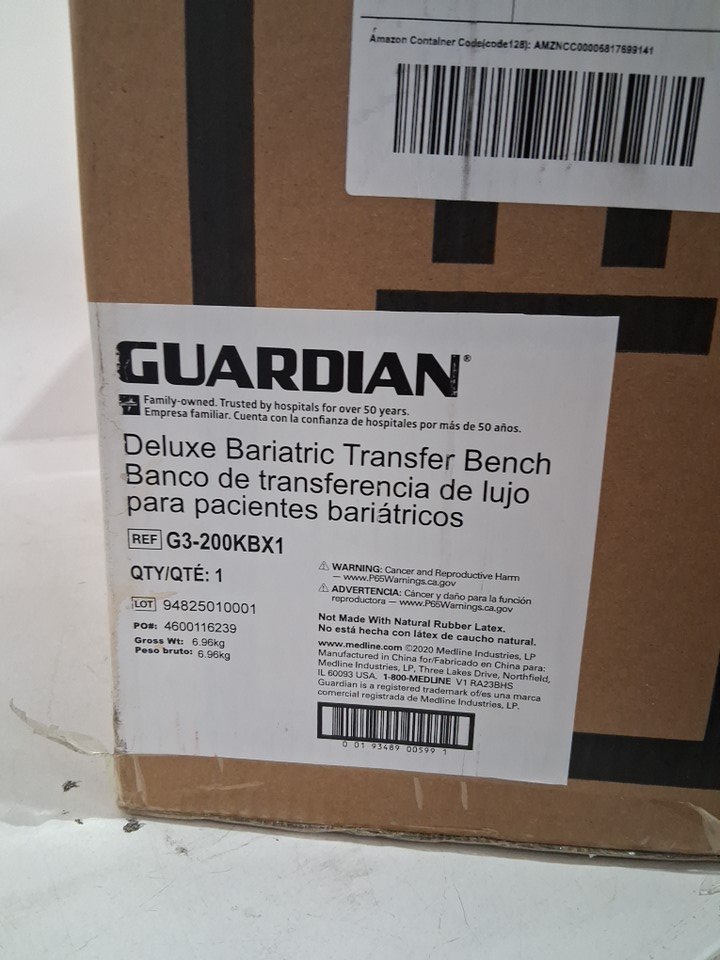 Amazon Container Code(code128): AMZNCC00006817699141
GUARDIAN®
Family-owned. Trusted by hospitals for over 50 years.
Empresa familiar. Cuenta con la confianza de hospitales por más de 50 años.
Deluxe Bariatric Transfer Bench
Banco de transferencia de lujo
para pacientes bariátricos
REF G3-200KBX1
QTY/QTÉ: 1
LOT 94825010001
PO#: 4600116239
Gross Wt: 6.96kg
Peso bruto: 6.96kg
⚠ WARNING: Cancer and Reproductive Harm
— www.P65Warnings.ca.gov
⚠ ADVERTENCIA: Cáncer y daño para la función
reproductora — www.P65Warnings.ca.gov
Not Made With Natural Rubber Latex.
No está hecha con látex de caucho natural.
www.medline.com ©2020 Medline Industries, LP
Manufactured in China for/Fabricado en China para:
Medline Industries, LP, Three Lakes Drive, Northfield,
IL 60093 USA. 1-800-MEDLINE V1 RA23BHS
Guardian is a registered trademark of/es una marca
comercial registrada de Medline Industries, LP.
0 01 93489 00599 1